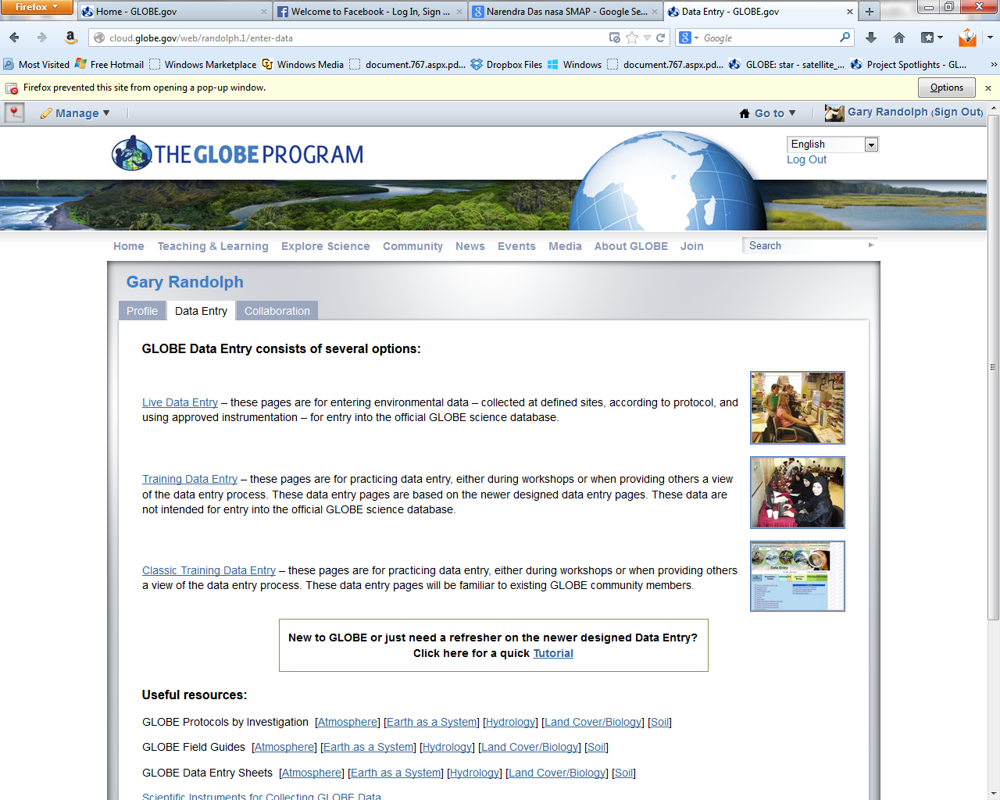 Firefox
Home - GLOBE.gov
Welcome to Facebook - Log In, Sign ...
Narendra Das nasa SMAP - Google Se...
Data Entry - GLOBE.gov
cloud.globe.gov/web/randolph.1/enter-data
Google
Most Visited
Free Hotmail
Windows Marketplace
Windows Media
document.767.aspx.pd...
Dropbox Files
Windows
document.767.aspx.pd...
GLOBE: star - satellite_...
Project Spotlights - GL...
Firefox prevented this site from opening a pop-up window.
Options
Manage
Go to
Gary Randolph (Sign Out)
THE GLOBE PROGRAM
English
Log Out
Home
Teaching & Learning
Explore Science
Community
News
Events
Media
About GLOBE
Join
Search
Gary Randolph
Profile
Data Entry
Collaboration
GLOBE Data Entry consists of several options:
Live Data Entry – these pages are for entering environmental data – collected at defined sites, according to protocol, and
using approved instrumentation – for entry into the official GLOBE science database.
Training Data Entry – these pages are for practicing data entry, either during workshops or when providing others a view
of the data entry process. These data entry pages are based on the newer designed data entry pages. These data are
not intended for entry into the official GLOBE science database.
Classic Training Data Entry – these pages are for practicing data entry, either during workshops or when providing others
a view of the data entry process. These data entry pages will be familiar to existing GLOBE community members.
Data Entry
New to GLOBE or just need a refresher on the newer designed Data Entry?
Click here for a quick Tutorial
Useful resources:
GLOBE Protocols by Investigation [Atmosphere] [Earth as a System] [Hydrology] [Land Cover/Biology] [Soil]
GLOBE Field Guides [Atmosphere] [Earth as a System] [Hydrology] [Land Cover/Biology] [Soil]
GLOBE Data Entry Sheets [Atmosphere] [Earth as a System] [Hydrology] [Land Cover/Biology] [Soil]
Scientific Instruments for Collecting GLOBE Data